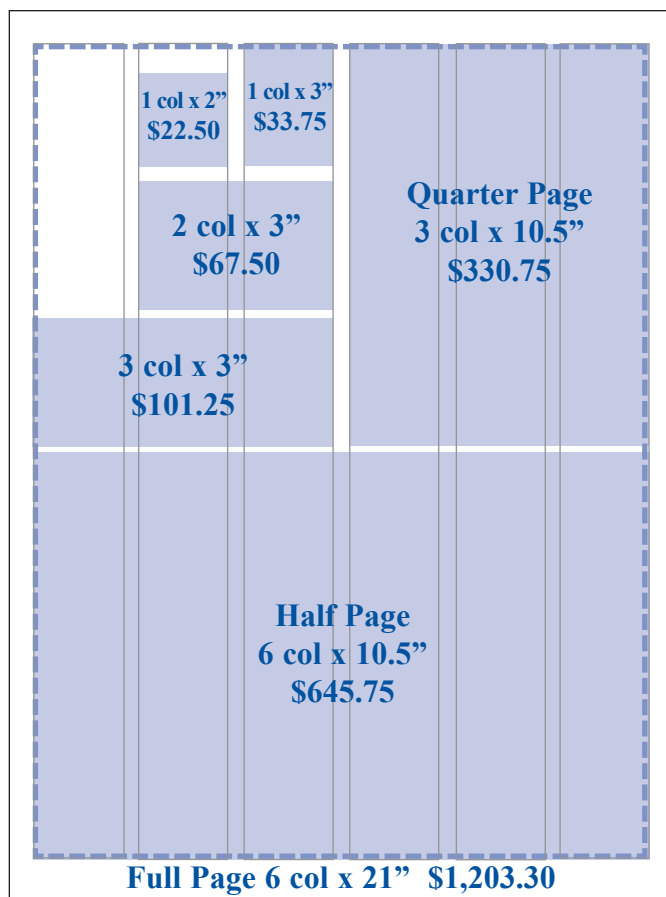 1 col x 2”
$22.50
1 col x 3”
$33.75
2 col x 3”
$67.50
Quarter Page
3 col x 10.5”
$330.75
3 col x 3”
$101.25
Half Page
6 col x 10.5”
$645.75
Full Page 6 col x 21” $1,203.30